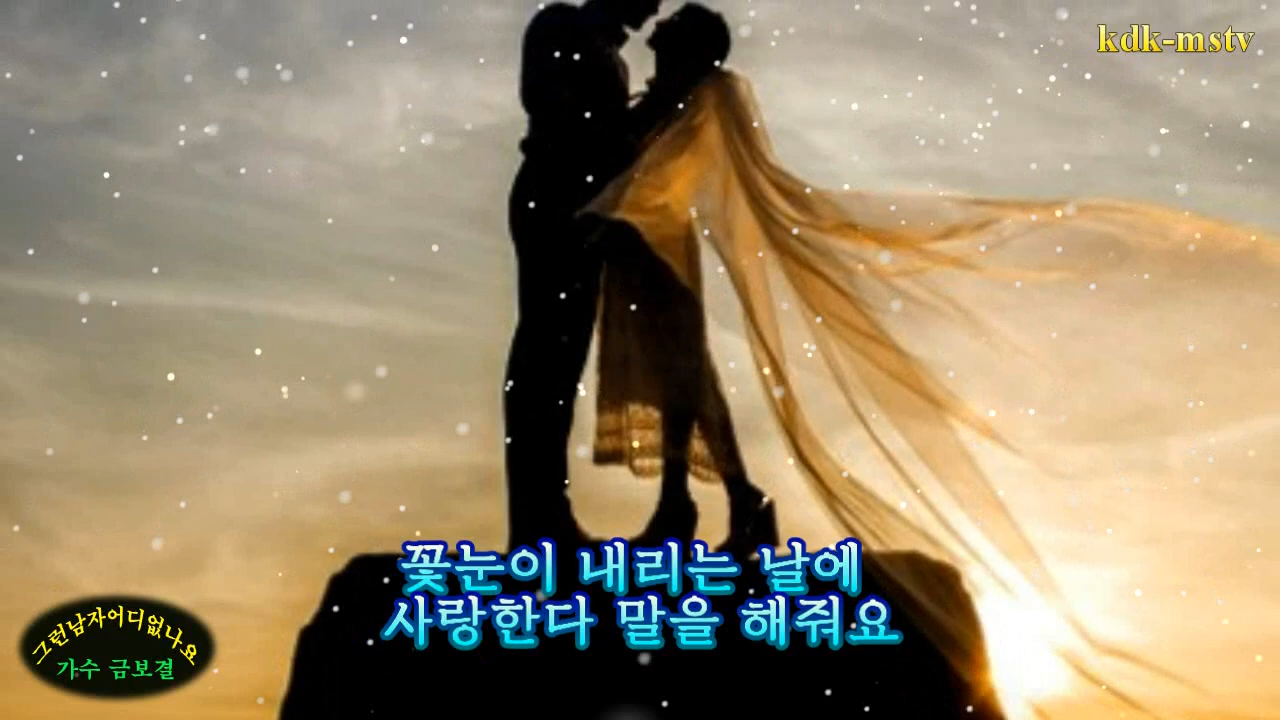 kdk-mstv
꽃눈이 내리는 날에
사랑한다 말을 해줘요
그런남자어디없나요
가수 금보결